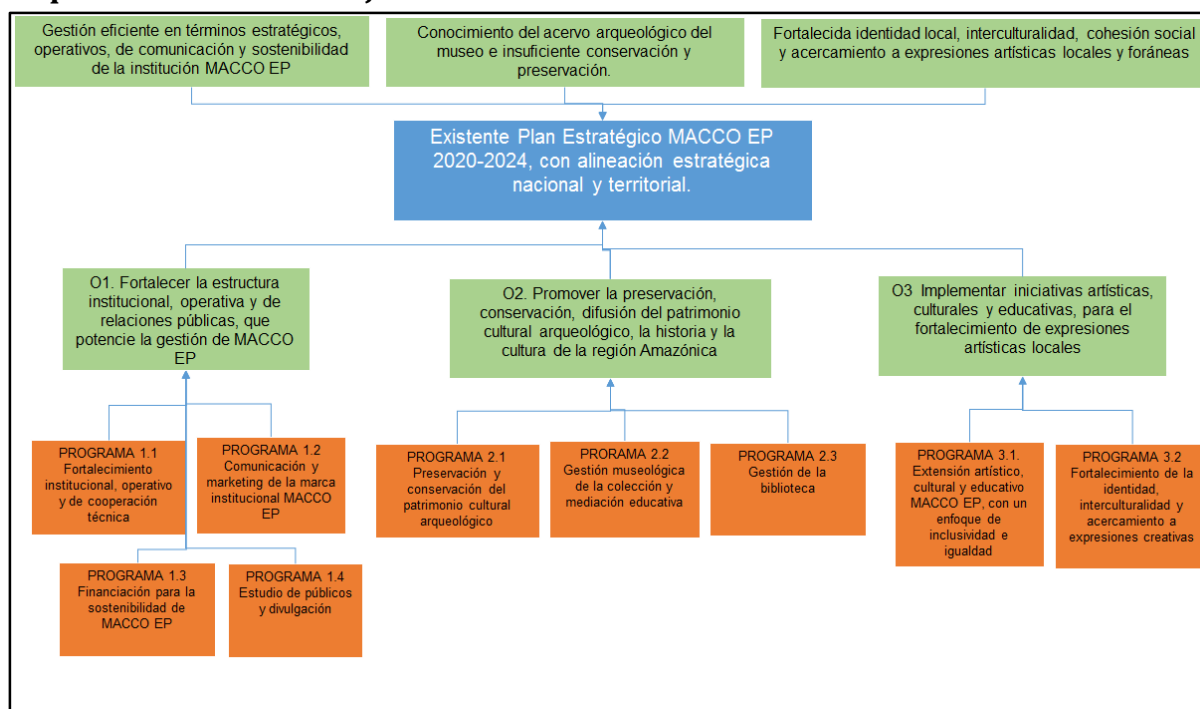 Gestión eficiente en términos estratégicos,
operativos, de comunicación y sostenibilidad
de la institución MACCO EP
Conocimiento del acervo arqueológico del
museo e insuficiente conservación y
preservación.
Fortalecida identidad local, interculturalidad, cohesión social
y acercamiento a expresiones artísticas locales y foráneas
Existente Plan Estratégico MACCO EP
2020-2024, con alineación estratégica
nacional y territorial.
O1. Fortalecer la estructura
institucional, operativa y de
relaciones públicas, que
potencie la gestión de MACCO
EP
O2. Promover la preservación,
conservación, difusión del patrimonio
cultural arqueológico, la historia y la
cultura de la región Amazónica
O3 Implementar iniciativas artísticas,
culturales y educativas, para el
fortalecimiento de expresiones
artísticas locales
PROGRAMA 1.1
Fortalecimiento
institucional, operativo
y de cooperación
técnica
PROGRAMA 1.2
Comunicación y
marketing de la marca
institucional MACCO
EP
PROGRAMA 2.1
Preservación y
conservación del
patrimonio cultural
arqueológico
PRORAMA 2.2
Gestión museológica
de la colección y
mediación educativa
PROGRAMA 2.3
Gestión de la
biblioteca
PROGRAMA 3.1.
Extensión artístico,
cultural y educativo
MACCO EP, con un
enfoque de
inclusividad e
igualdad
PROGRAMA 3.2
Fortalecimiento de la
identidad,
interculturalidad y
acercamiento a
expresiones creativas
PROGRAMA 1.3
Financiación para la
sostenibilidad de
MACCO EP
PROGRAMA 1.4
Estudio de públicos
y divulgación